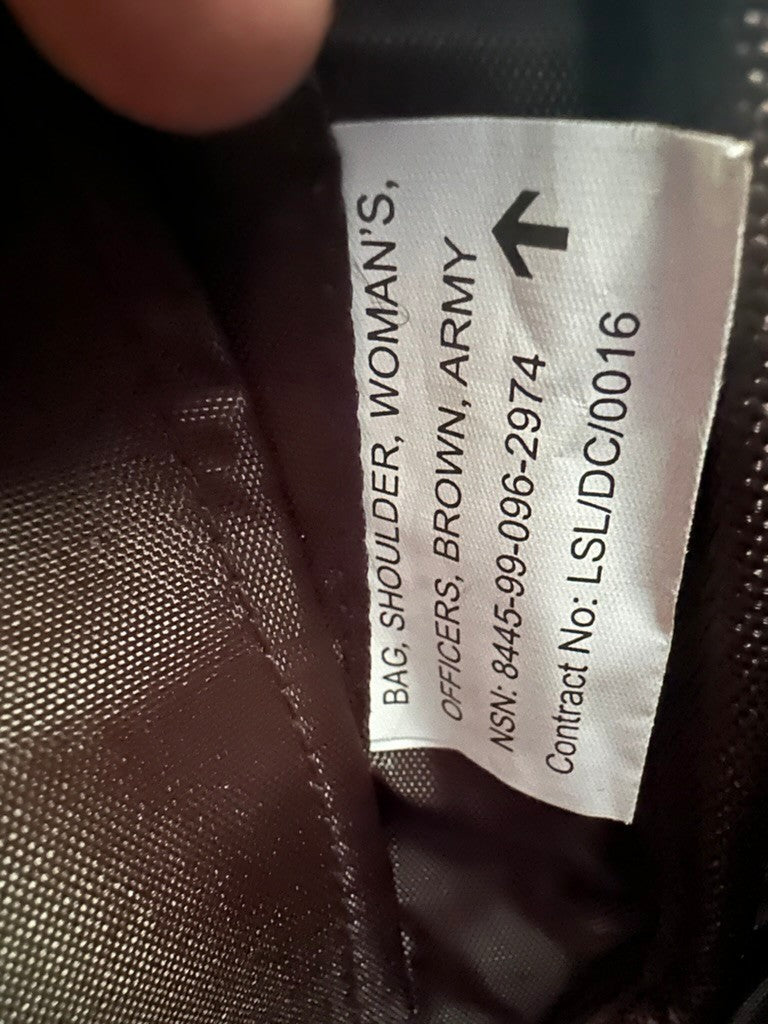 BAG, SHOULDER, WOMAN'S,
OFFICERS, BROWN, ARMY
NSN: 8445-99-096-2974
Contract No: LSL/DC/0016